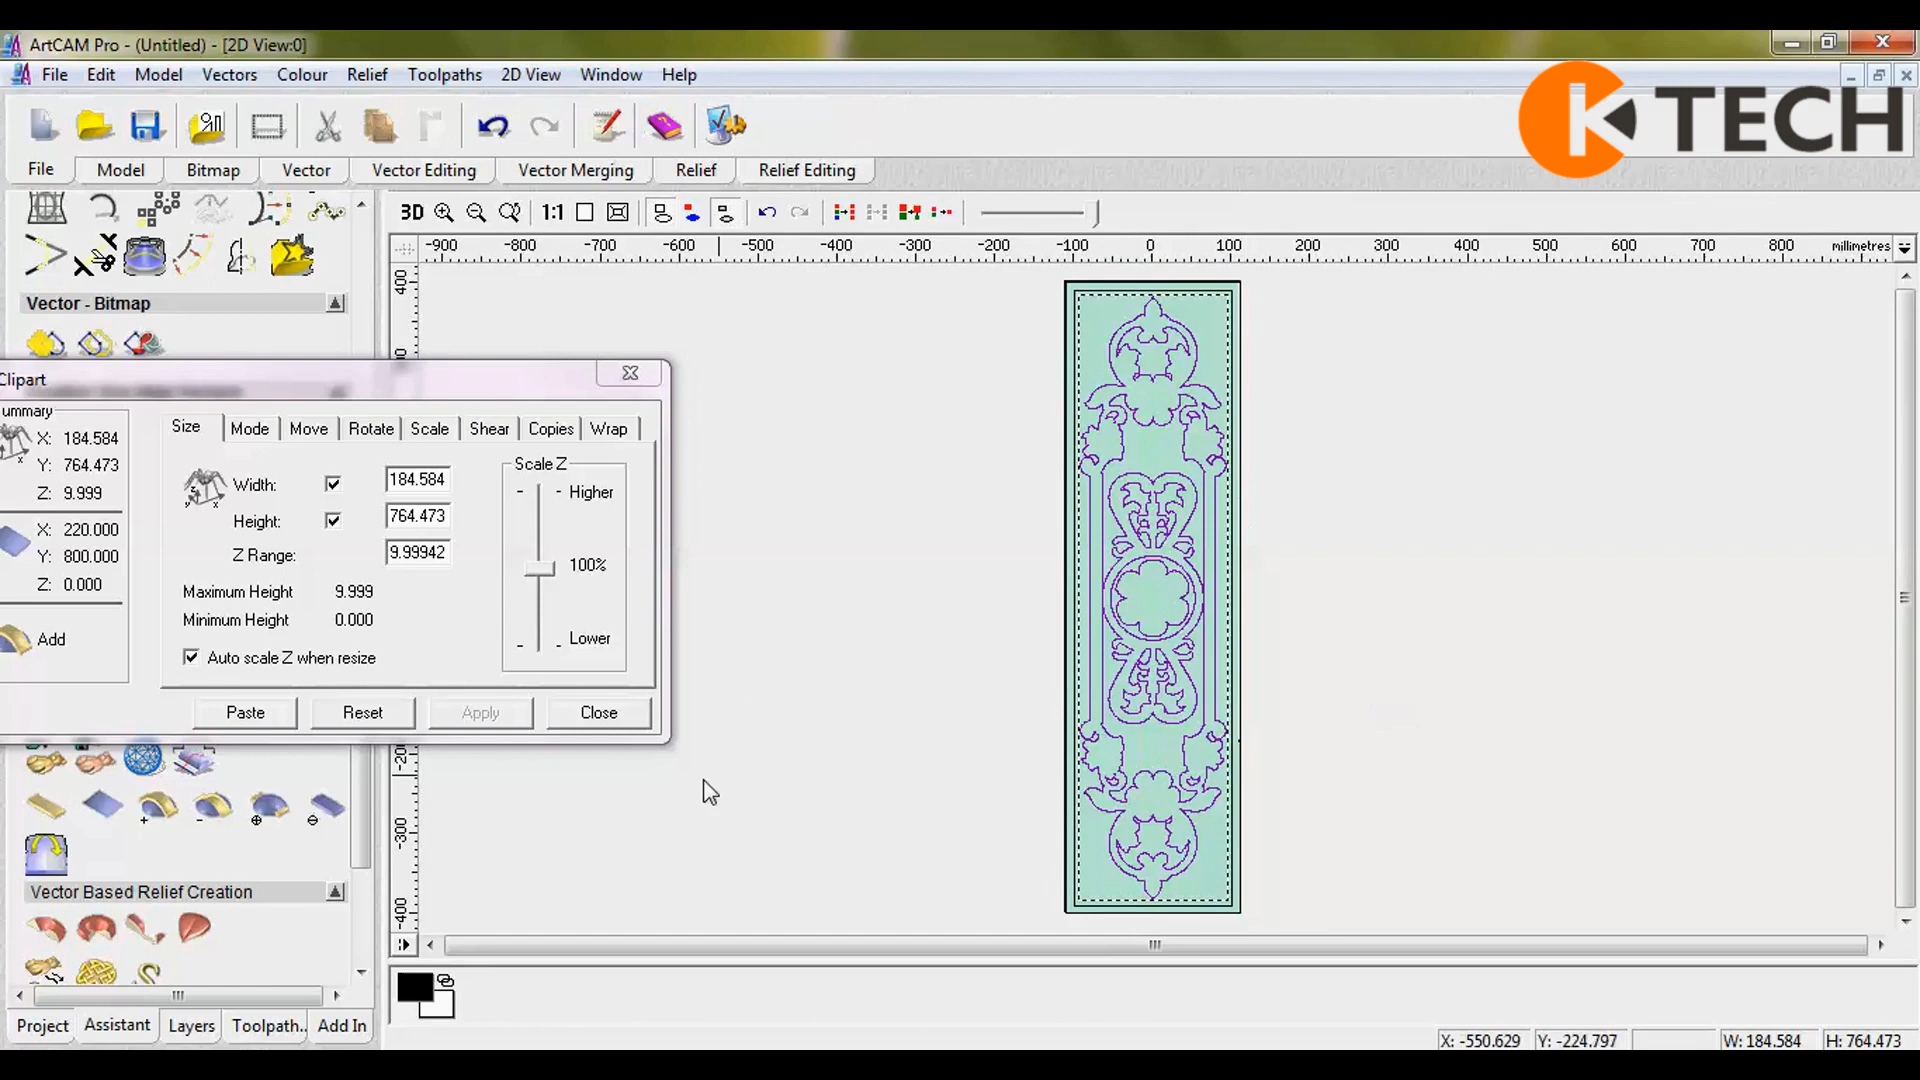 ArtCAM Pro - (Untitled) - [2D View:0]
File Edit Model Vectors Colour Relief Toolpaths 2D View Window Help
K TECH
File Model Bitmap Vector Vector Editing Vector Merging Relief Relief Editing
3D 1:1
-900 -800 -700 -600 -500 -400 -300 -200 -100 0 100 200 300 400 500 600 700 800 millimetres
400
Vector - Bitmap
Clipart
ummary
X: 184.584
Y: 764.473
Z: 9.999
X: 220.000
Y: 800.000
Z: 0.000
Add
Size Mode Move Rotate Scale Shear Copies Wrap
Width: 184.584
Height: 764.473
Z Range: 9.99942
Maximum Height 9.999
Minimum Height 0.000
Auto scale Z when resize
Scale Z
Higher
100%
Lower
Paste Reset Apply Close
-200
-300
-400
Vector Based Relief Creation
Project Assistant Layers Toolpath... Add In
X: -550.629 Y: -224.797 W: 184.584 H: 764.473